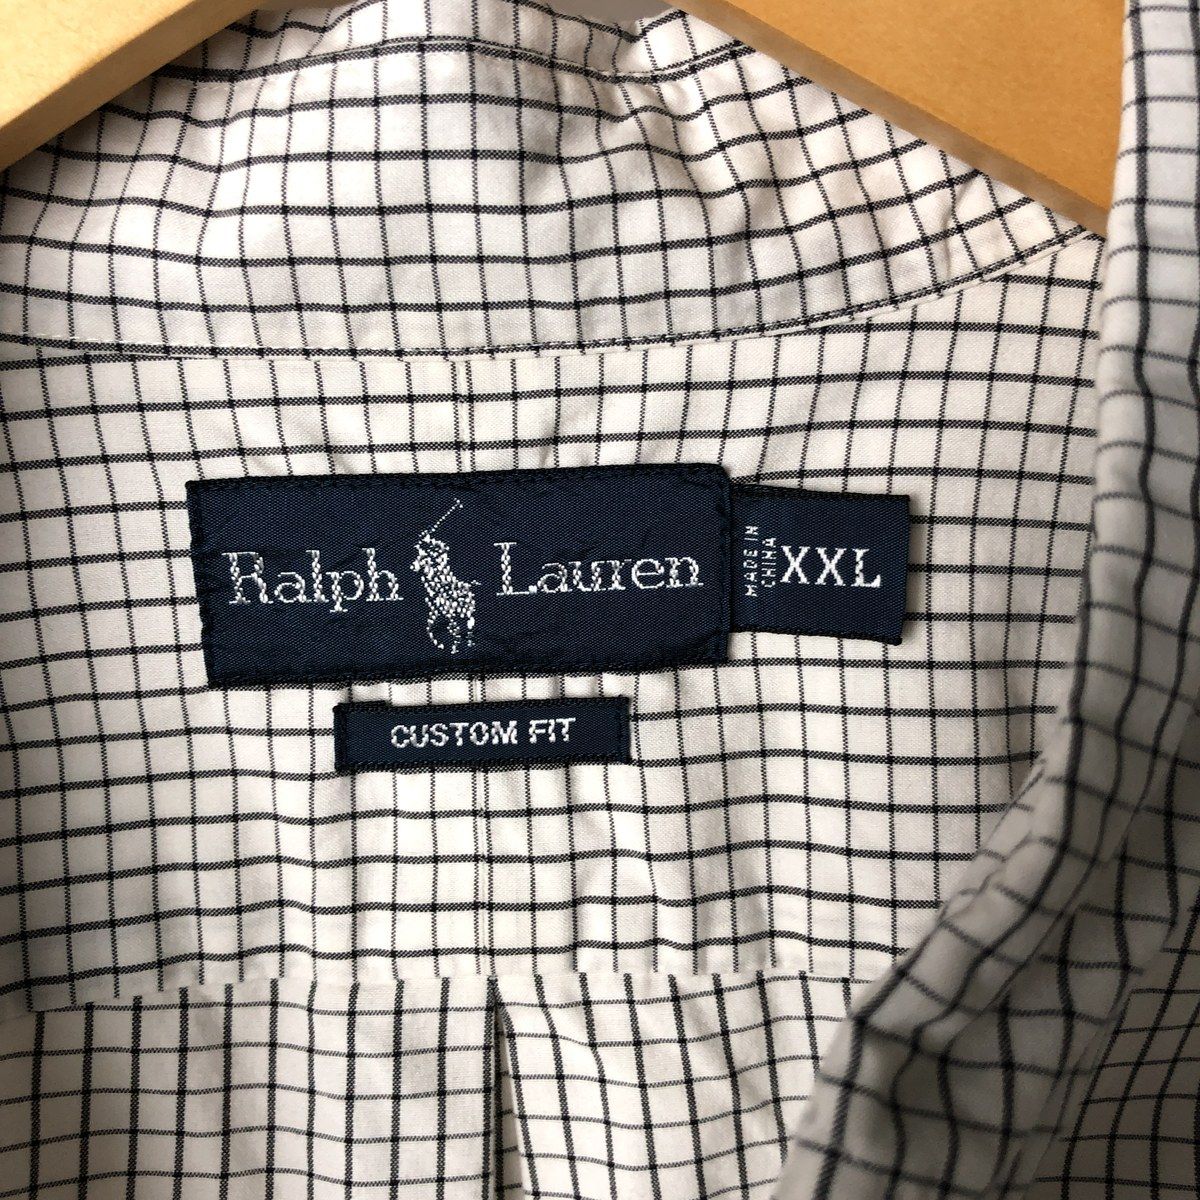 Ralph Lauren
MADE IN
CHINA
XXL
CUSTOM FIT